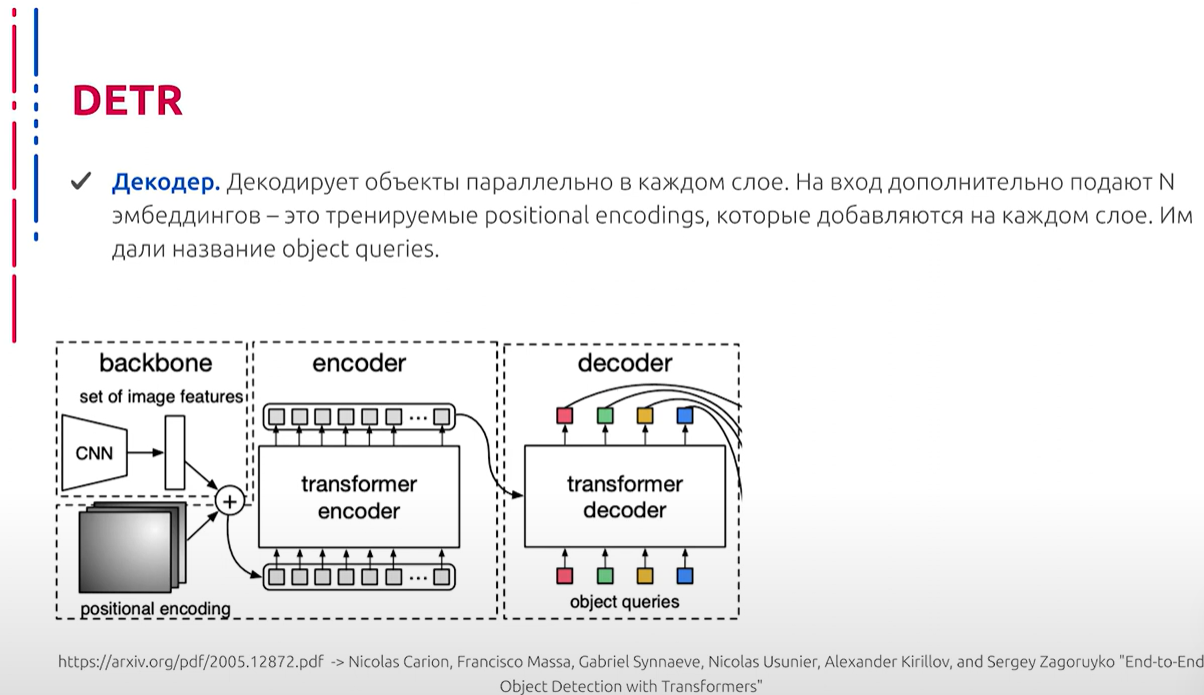 DETR
Декодер. Декодирует объекты параллельно в каждом слое. На вход дополнительно подают N
эмбеддингов – это тренируемые positional encodings, которые добавляются на каждом слое. Им
дали название object queries.
backbone
set of image features
CNN
+
positional encoding
encoder
...
transformer
encoder
...
decoder
transformer
decoder
object queries
https://arxiv.org/pdf/2005.12872.pdf -> Nicolas Carion, Francisco Massa, Gabriel Synnaeve, Nicolas Usunier, Alexander Kirillov, and Sergey Zagoruyko "End-to-End
Object Detection with Transformers"